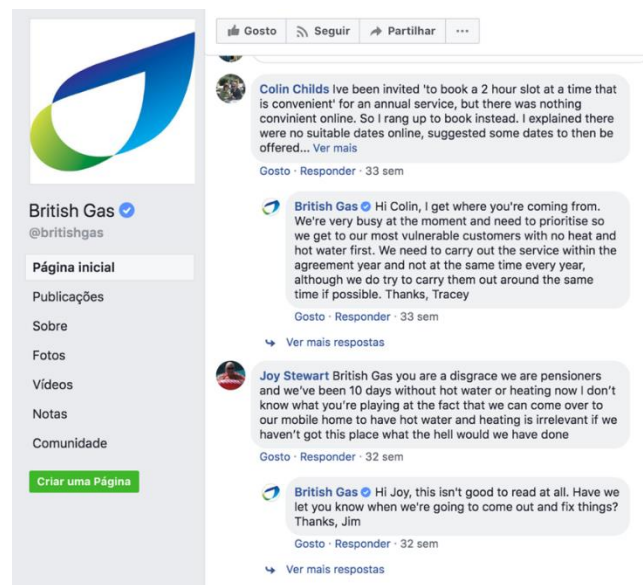 Gosto Seguir Partilhar ...
British Gas
@britishgas
Página inicial
Publicações
Sobre
Fotos
Vídeos
Notas
Comunidade
Criar uma Página
Colin Childs Ive been invited 'to book a 2 hour slot at a time that
is convenient' for an annual service, but there was nothing
convinient online. So I rang up to book instead. I explained there
were no suitable dates online, suggested some dates to then be
offered... Ver mais
Gosto · Responder · 33 sem
British Gas Hi Colin, I get where you're coming from.
We're very busy at the moment and need to prioritise so
we get to our most vulnerable customers with no heat and
hot water first. We need to carry out the service within the
agreement year and not at the same time every year,
although we do try to carry them out around the same
time if possible. Thanks, Tracey
Gosto · Responder · 33 sem
Ver mais respostas
Joy Stewart British Gas you are a disgrace we are pensioners
and we've been 10 days without hot water or heating now I don't
know what you're playing at the fact that we can come over to
our mobile home to have hot water and heating is irrelevant if we
haven't got this place what the hell would we have done
Gosto · Responder · 32 sem
British Gas Hi Joy, this isn't good to read at all. Have we
let you know when we're going to come out and fix things?
Thanks, Jim
Gosto · Responder · 32 sem
Ver mais respostas